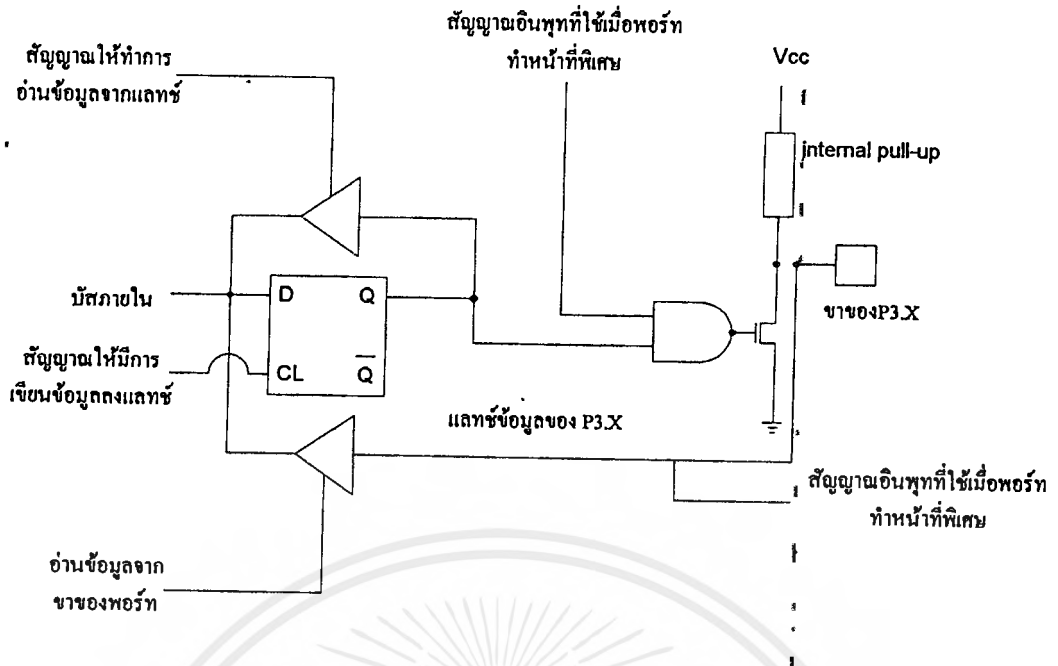 สัญญาณอินพุทที่ใช้เมื่อพอร์ท
ทำหน้าที่พิเศษ
สัญญาณให้ทำการ
อ่านข้อมูลจากแลทช์
Vcc
internal pull-up
บัสภายใน
D
Q
ขาของP3.X
สัญญาณให้มีการ
เขียนข้อมูลลงแลทช์
CL
Q
แลทช์ข้อมูลของ P3.X
สัญญาณอินพุทที่ใช้เมื่อพอร์ท
ทำหน้าที่พิเศษ
อ่านข้อมูลจาก
ขาของพอร์ท